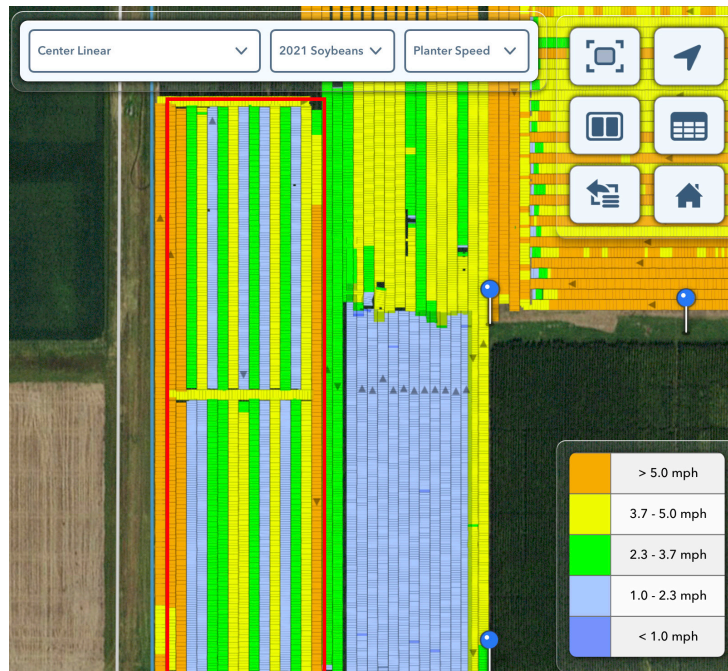 Center Linear
2021 Soybeans
Planter Speed
> 5.0 mph
3.7 - 5.0 mph
2.3 - 3.7 mph
1.0 - 2.3 mph
< 1.0 mph